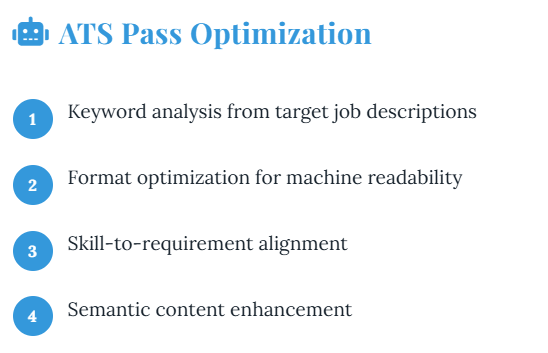 ATS Pass Optimization
1 Keyword analysis from target job descriptions
2 Format optimization for machine readability
3 Skill-to-requirement alignment
4 Semantic content enhancement